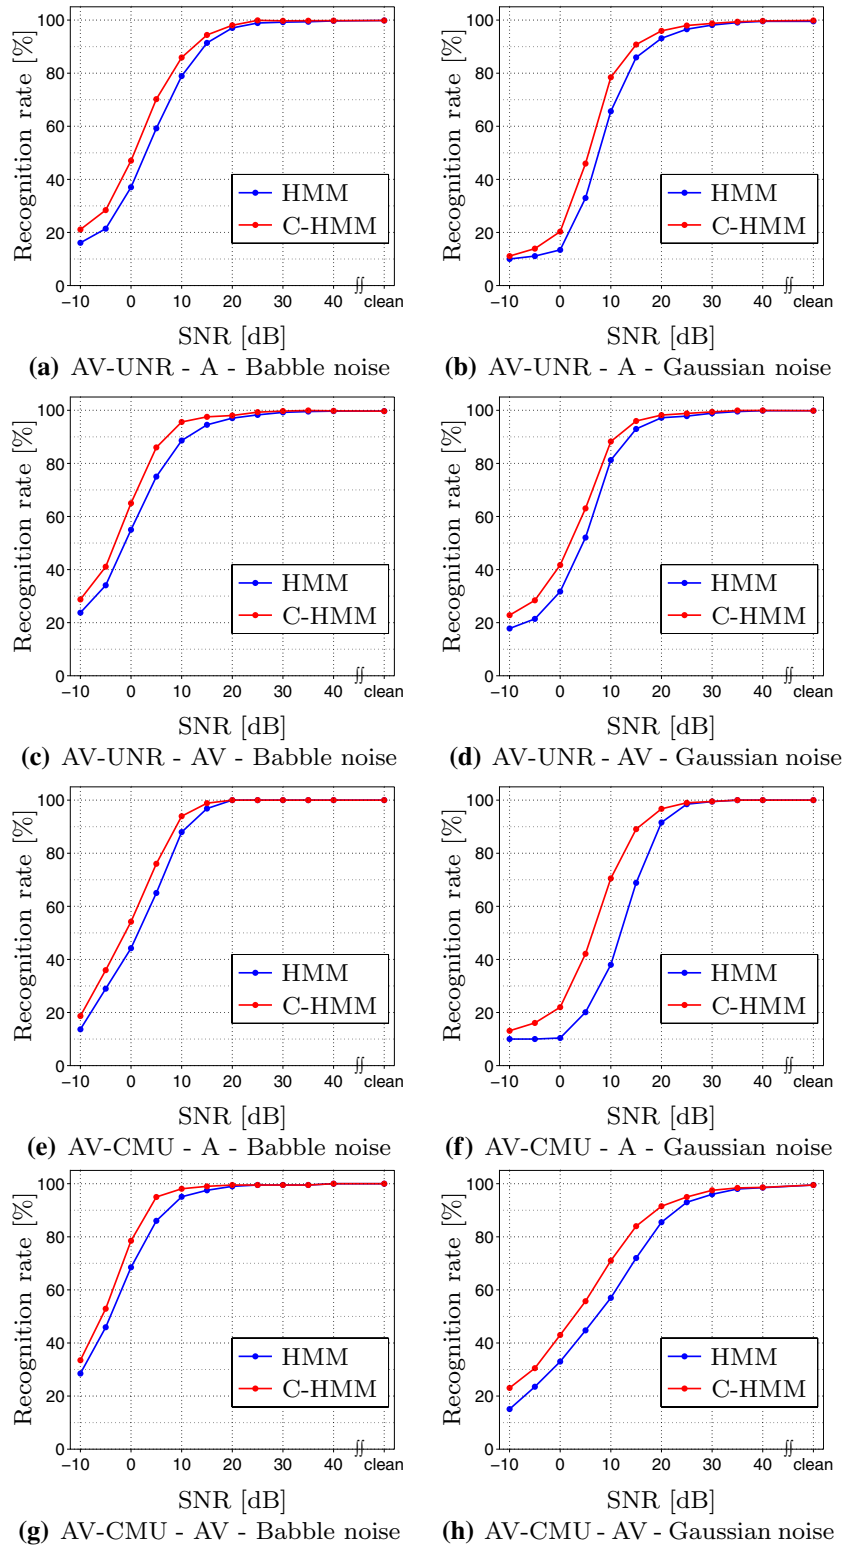 Recognition rate [%]
100
80
60
40
20
0
HMM
C-HMM
−10 0 10 20 30 40 clean
∫∫
SNR [dB]
(a) AV-UNR - A - Babble noise
Recognition rate [%]
100
80
60
40
20
0
HMM
C-HMM
−10 0 10 20 30 40 clean
∫∫
SNR [dB]
(b) AV-UNR - A - Gaussian noise
Recognition rate [%]
100
80
60
40
20
0
HMM
C-HMM
−10 0 10 20 30 40 clean
∫∫
SNR [dB]
(c) AV-UNR - AV - Babble noise
Recognition rate [%]
100
80
60
40
20
0
HMM
C-HMM
−10 0 10 20 30 40 clean
∫∫
SNR [dB]
(d) AV-UNR - AV - Gaussian noise
Recognition rate [%]
100
80
60
40
20
0
HMM
C-HMM
−10 0 10 20 30 40 clean
∫∫
SNR [dB]
(e) AV-CMU - A - Babble noise
Recognition rate [%]
100
80
60
40
20
0
HMM
C-HMM
−10 0 10 20 30 40 clean
∫∫
SNR [dB]
(f) AV-CMU - A - Gaussian noise
Recognition rate [%]
100
80
60
40
20
0
HMM
C-HMM
−10 0 10 20 30 40 clean
∫∫
SNR [dB]
(g) AV-CMU - AV - Babble noise
Recognition rate [%]
100
80
60
40
20
0
HMM
C-HMM
−10 0 10 20 30 40 clean
∫∫
SNR [dB]
(h) AV-CMU - AV - Gaussian noise